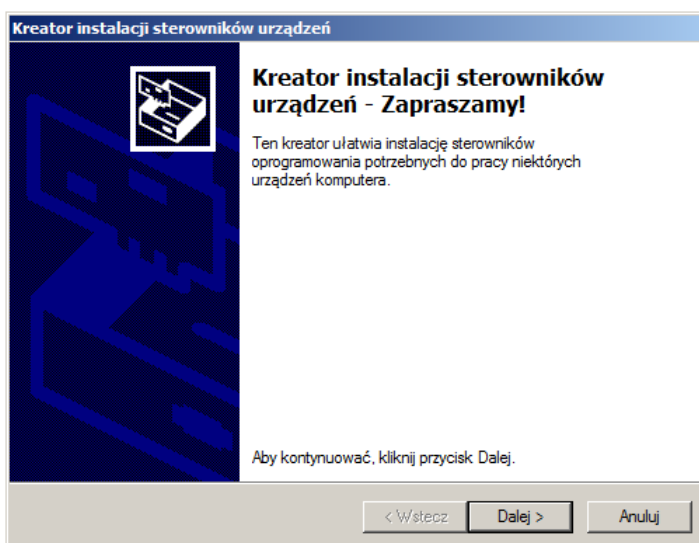 Kreator instalacji sterowników urządzeń
Kreator instalacji sterowników
urządzeń - Zapraszamy!
Ten kreator ułatwia instalację sterowników
oprogramowania potrzebnych do pracy niektórych
urządzeń komputera.
Aby kontynuować, kliknij przycisk Dalej.
< Wstecz
Dalej >
Anuluj